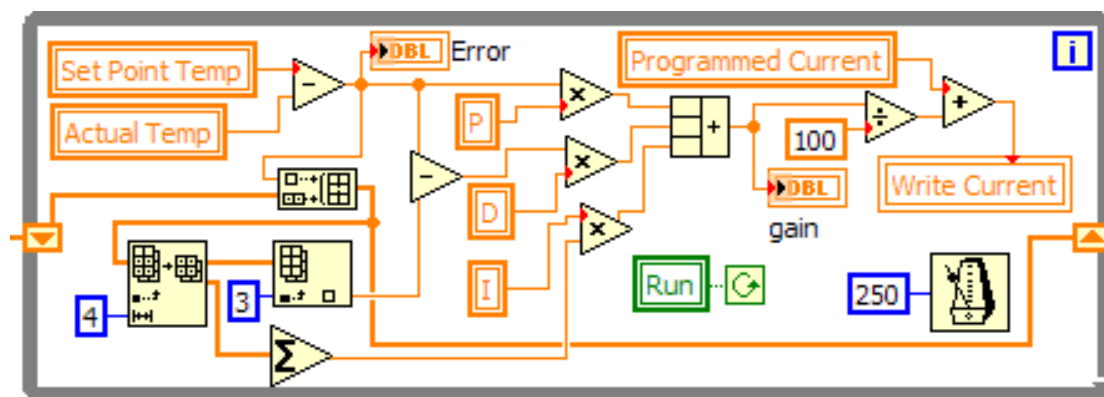 Set Point Temp
Actual Temp
DBL Error
Programmed Current
i
P
D
I
100
DBL
gain
Write Current
4
3
Run
250